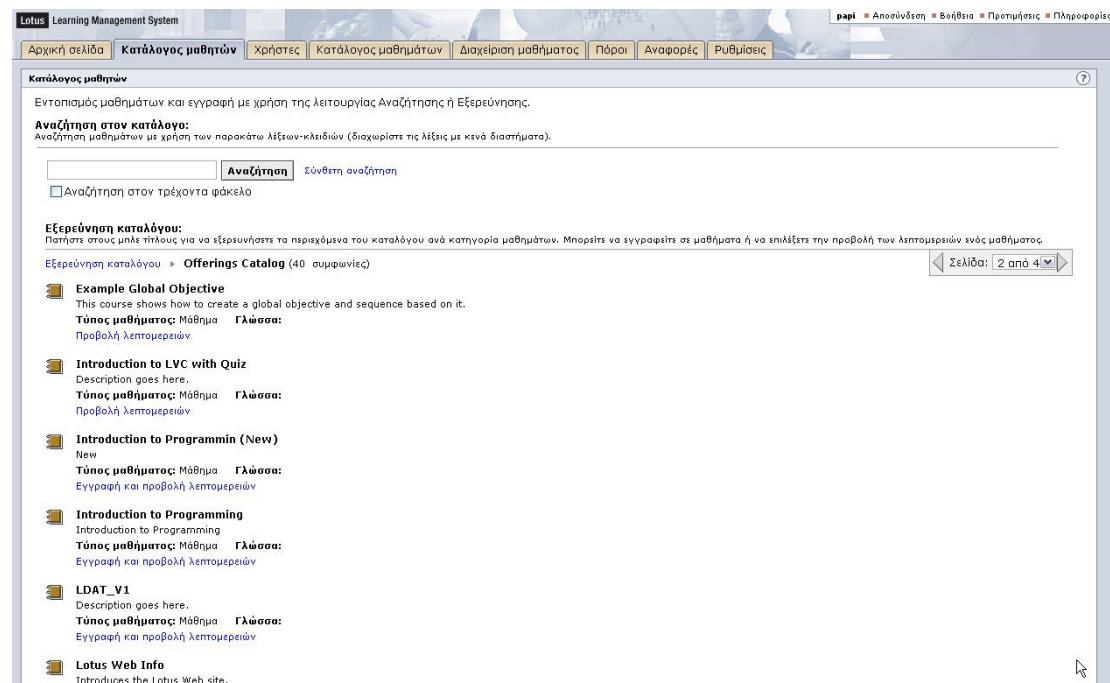 Lotus Learning Management System
papi Αποσύνδεση Βοήθεια Προτιμήσεις Πληροφορίες
Αρχική σελίδα Κατάλογος μαθητών Χρήστες Κατάλογος μαθημάτων Διαχείριση μαθήματος Πόροι Αναφορές Ρυθμίσεις
Κατάλογος μαθητών ?
Εντοπισμός μαθημάτων και εγγραφή με χρήση της λειτουργίας Αναζήτησης ή Εξερεύνησης.
Αναζήτηση στον κατάλογο:
Αναζήτηση μαθημάτων με χρήση των παρακάτω λέξεων-κλειδιών (διαχωρίστε τις λέξεις με κενά διαστήματα).
Αναζήτηση Σύνθετη αναζήτηση
Αναζήτηση στον τρέχοντα φάκελο
Εξερεύνηση καταλόγου:
Πατήστε στους μπλε τίτλους για να εξερευνήσετε τα περιεχόμενα του καταλόγου ανά κατηγορία μαθημάτων. Μπορείτε να εγγραφείτε σε μαθήματα ή να επιλέξετε την προβολή των λεπτομερειών ενός μαθήματος.
Εξερεύνηση καταλόγου Offerings Catalog (40 συμφωνίες) Σελίδα: 2 από 4
Example Global Objective
This course shows how to create a global objective and sequence based on it.
Τύπος μαθήματος: Μάθημα Γλώσσα:
Προβολή λεπτομερειών
Introduction to LVC with Quiz
Description goes here.
Τύπος μαθήματος: Μάθημα Γλώσσα:
Προβολή λεπτομερειών
Introduction to Programmin (New)
New
Τύπος μαθήματος: Μάθημα Γλώσσα:
Εγγραφή και προβολή λεπτομερειών
Introduction to Programming
Introduction to Programming
Τύπος μαθήματος: Μάθημα Γλώσσα:
Εγγραφή και προβολή λεπτομερειών
LDAT_V1
Description goes here.
Τύπος μαθήματος: Μάθημα Γλώσσα:
Εγγραφή και προβολή λεπτομερειών
Lotus Web Info
Introduces the Lotus Web site.